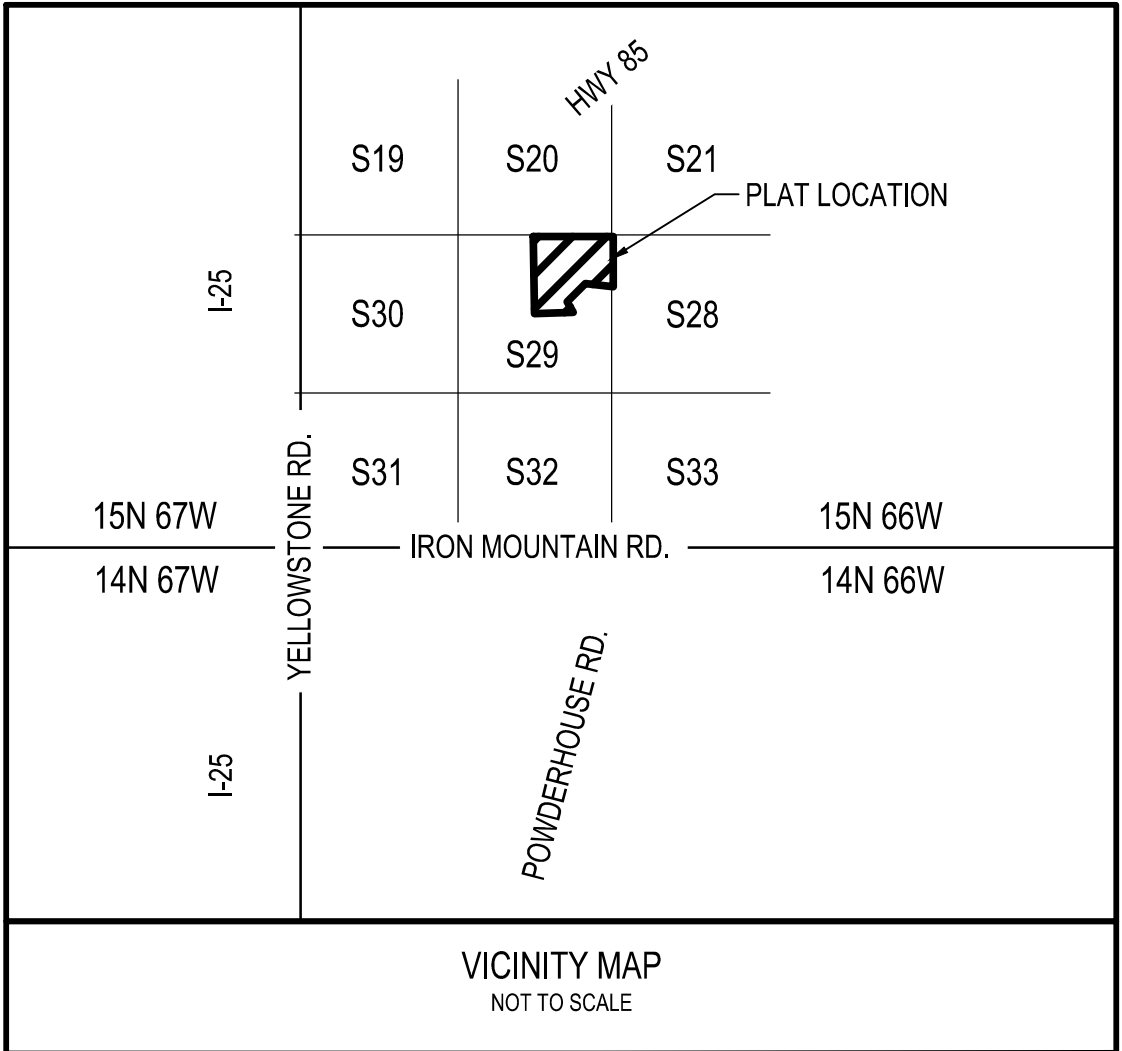 HWY 85
S19
S20
S21
PLAT LOCATION
I-25
S30
S28
S29
YELLOWSTONE RD.
S31
S32
S33
15N 67W
15N 66W
IRON MOUNTAIN RD.
14N 67W
14N 66W
POWDERHOUSE RD.
I-25
VICINITY MAP
NOT TO SCALE